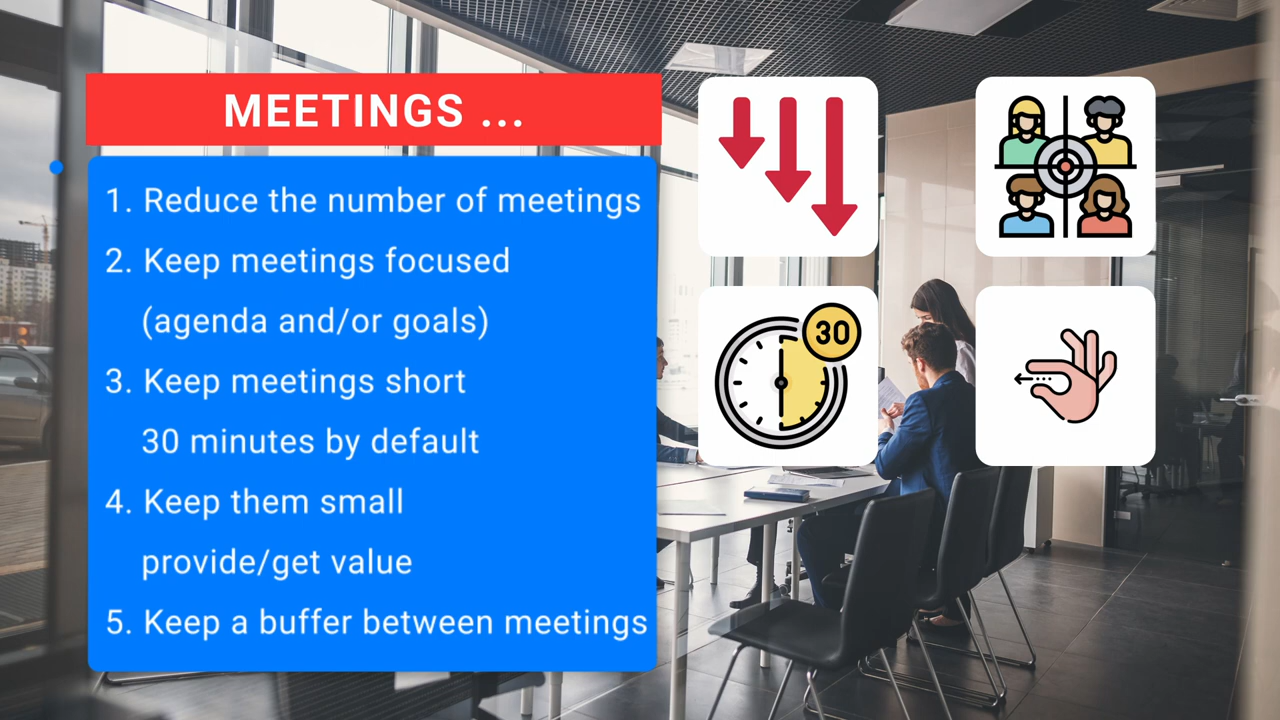 MEETINGS ...
1. Reduce the number of meetings
2. Keep meetings focused
(agenda and/or goals)
3. Keep meetings short
30 minutes by default
4. Keep them small
provide/get value
5. Keep a buffer between meetings
30